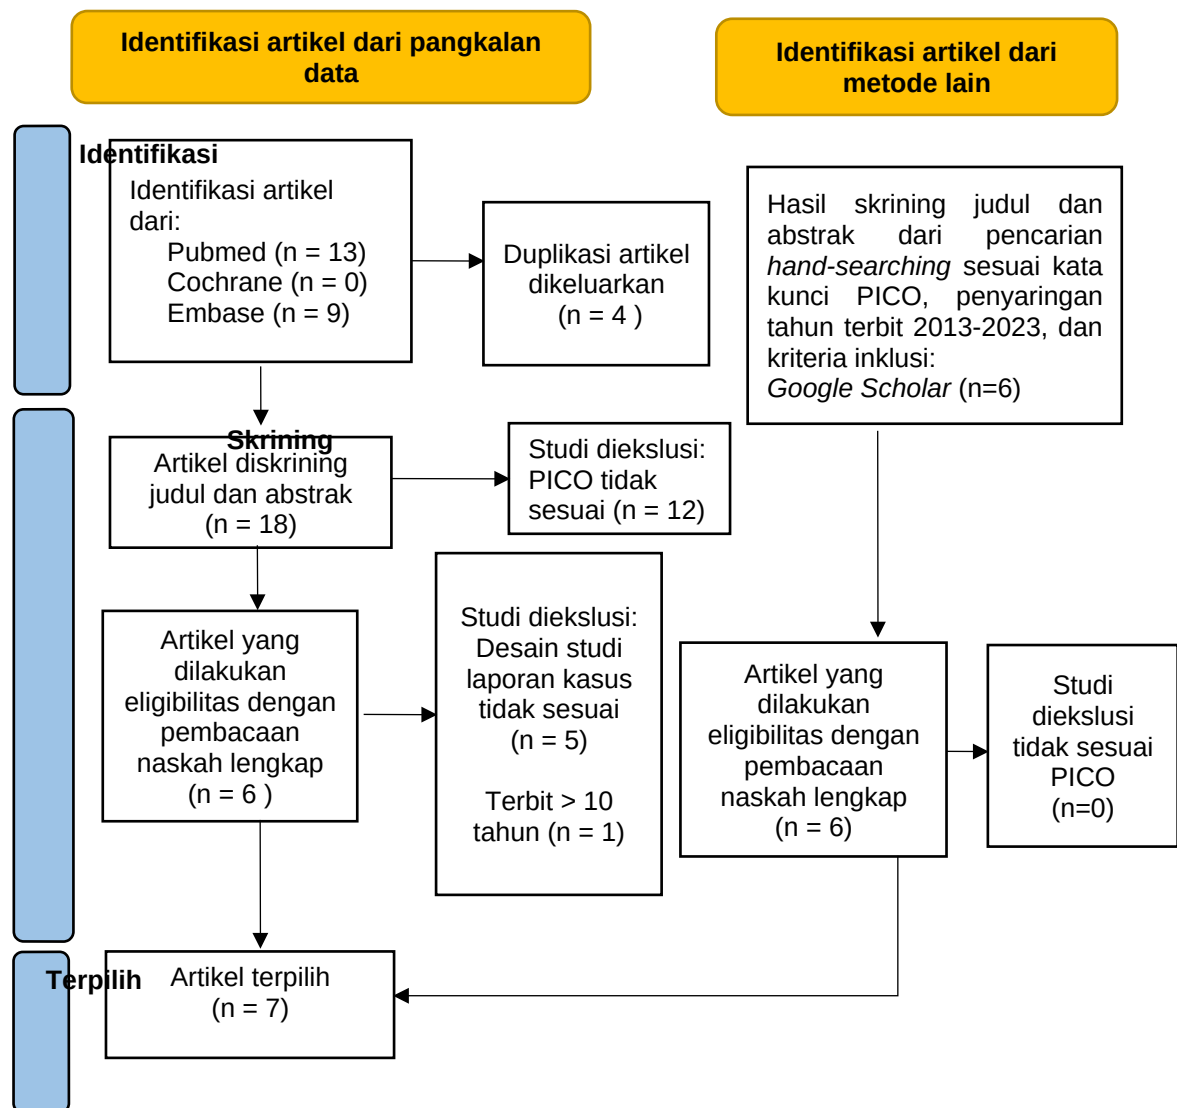 Identifikasi artikel dari pangkalan
data
Identifikasi artikel dari
metode lain
Identifikasi
Identifikasi artikel
dari:
Pubmed (n = 13)
Cochrane (n = 0)
Embase (n = 9)
Duplikasi artikel
dikeluarkan
(n = 4 )
Hasil skrining judul dan
abstrak dari pencarian
hand-searching sesuai kata
kunci PICO, penyaringan
tahun terbit 2013-2023, dan
kriteria inklusi:
Google Scholar (n=6)
Skrining
Artikel diskrining
judul dan abstrak
(n = 18)
Studi diekslusi:
PICO tidak
sesuai (n = 12)
Artikel yang
dilakukan
eligibilitas dengan
pembacaan
naskah lengkap
(n = 6 )
Studi diekslusi:
Desain studi
laporan kasus
tidak sesuai
(n = 5)
Terbit > 10
tahun (n = 1)
Artikel yang
dilakukan
eligibilitas dengan
pembacaan
naskah lengkap
(n = 6)
Studi
diekslusi
tidak sesuai
PICO
(n=0)
Terpilih
Artikel terpilih
(n = 7)